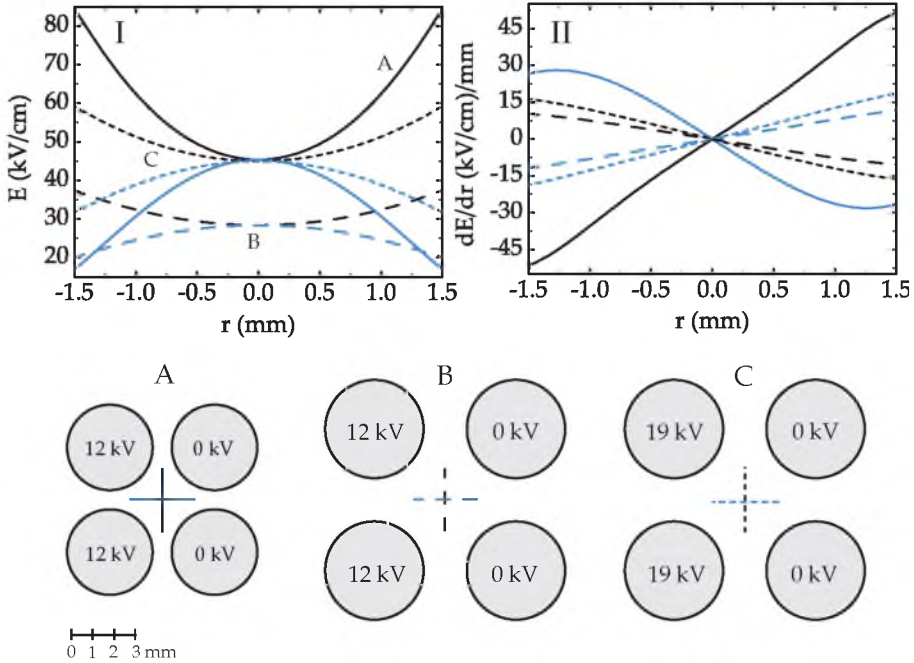 I
A
C
B
80
70
60
50
40
30
20
E (kV/cm)
-1.5 -1.0 -0.5 0.0 0.5 1.0 1.5
r (mm)
II
45
30
15
0
-15
-30
-45
dE/dr (kV/cm)/mm
-1.5 -1.0 -0.5 0.0 0.5 1.0 1.5
r (mm)
A
12 kV 0 kV
12 kV 0 kV
B
12 kV 0 kV
12 kV 0 kV
C
19 kV 0 kV
19 kV 0 kV
0 1 2 3 mm